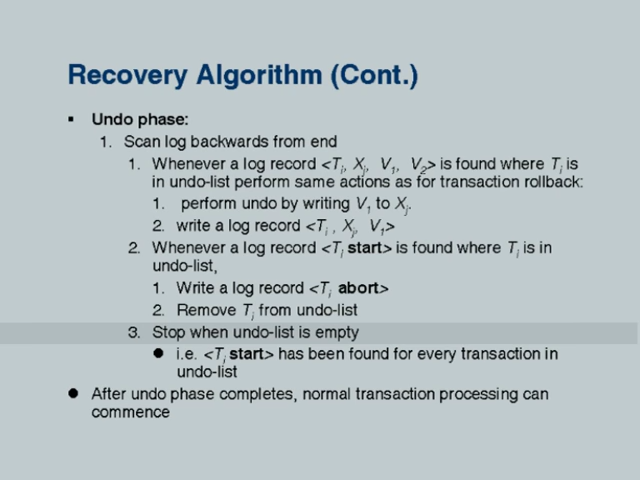 Recovery Algorithm (Cont.)
▪ Undo phase:
1. Scan log backwards from end
1. Whenever a log record <Ti, Xj, V1, V2> is found where Ti is
in undo-list perform same actions as for transaction rollback:
1. perform undo by writing V1 to Xj.
2. write a log record <Ti , Xj, V1>
2. Whenever a log record <Ti start> is found where Ti is in
undo-list,
1. Write a log record <Ti abort>
2. Remove Ti from undo-list
3. Stop when undo-list is empty
● i.e. <Ti start> has been found for every transaction in
undo-list
● After undo phase completes, normal transaction processing can
commence